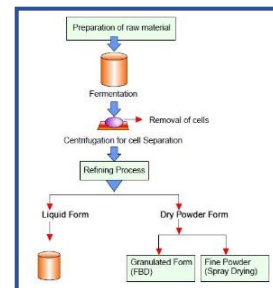 Preparation of raw material
Fermentation
Removal of cells
Centrifugation for cell Separation
Refining Process
Liquid Form
Dry Powder Form
Granulated Form
(FBD)
Fine Powder
(Spray Drying)